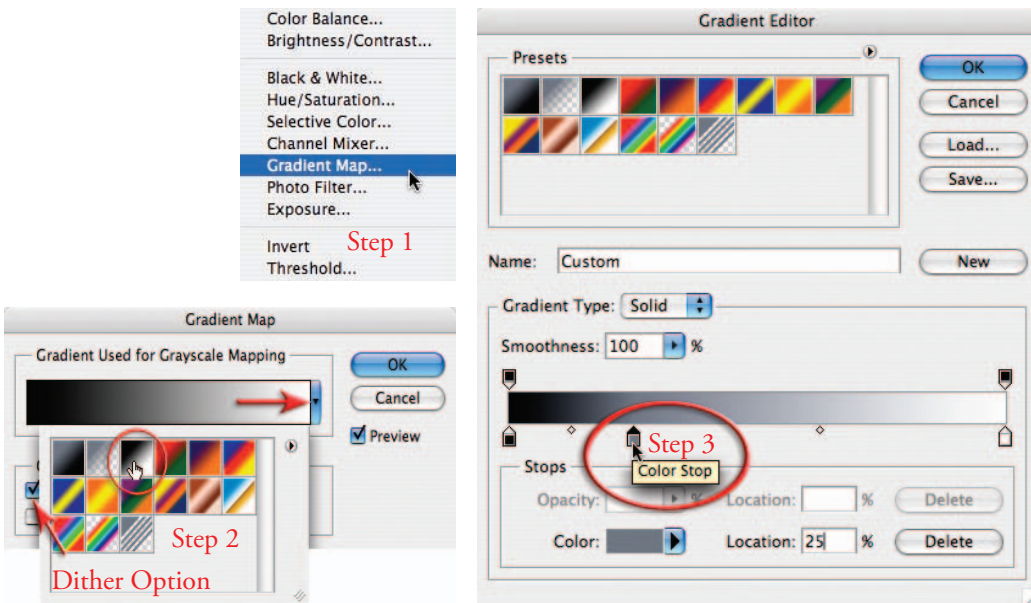 Color Balance...
Brightness/Contrast...
Black & White...
Hue/Saturation...
Selective Color...
Channel Mixer...
Gradient Map...
Photo Filter...
Exposure...
Invert
Step 1
Threshold...
Gradient Map
Gradient Used for Grayscale Mapping
OK
Cancel
Preview
Step 2
Dither Option
Gradient Editor
Presets
OK
Cancel
Load...
Save...
Name: Custom
New
Gradient Type: Solid
Smoothness: 100 %
Step 3
Color Stop
Stops
Opacity: % Location: % Delete
Color: Location: 25 % Delete